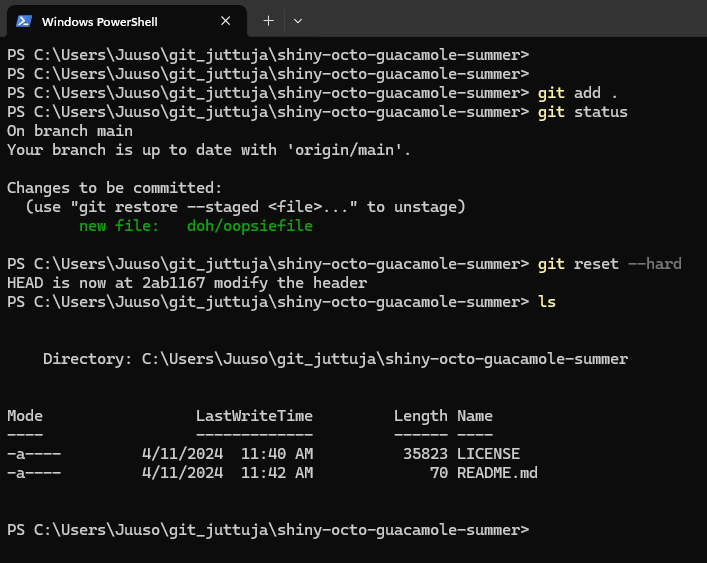 Windows PowerShell
PS C:\Users\Juuso\git_juttuja\shiny-octo-guacamole-summer>
PS C:\Users\Juuso\git_juttuja\shiny-octo-guacamole-summer>
PS C:\Users\Juuso\git_juttuja\shiny-octo-guacamole-summer> git add .
PS C:\Users\Juuso\git_juttuja\shiny-octo-guacamole-summer> git status
On branch main
Your branch is up to date with 'origin/main'.
Changes to be committed:
  (use "git restore --staged <file>..." to unstage)
        new file:   doh/oopsiefile
PS C:\Users\Juuso\git_juttuja\shiny-octo-guacamole-summer> git reset --hard
HEAD is now at 2ab1167 modify the header
PS C:\Users\Juuso\git_juttuja\shiny-octo-guacamole-summer> ls
    Directory: C:\Users\Juuso\git_juttuja\shiny-octo-guacamole-summer
Mode                 LastWriteTime         Length Name
----                 -------------         ------ ----
-a----         4/11/2024  11:40 AM          35823 LICENSE
-a----         4/11/2024  11:42 AM             70 README.md
PS C:\Users\Juuso\git_juttuja\shiny-octo-guacamole-summer>